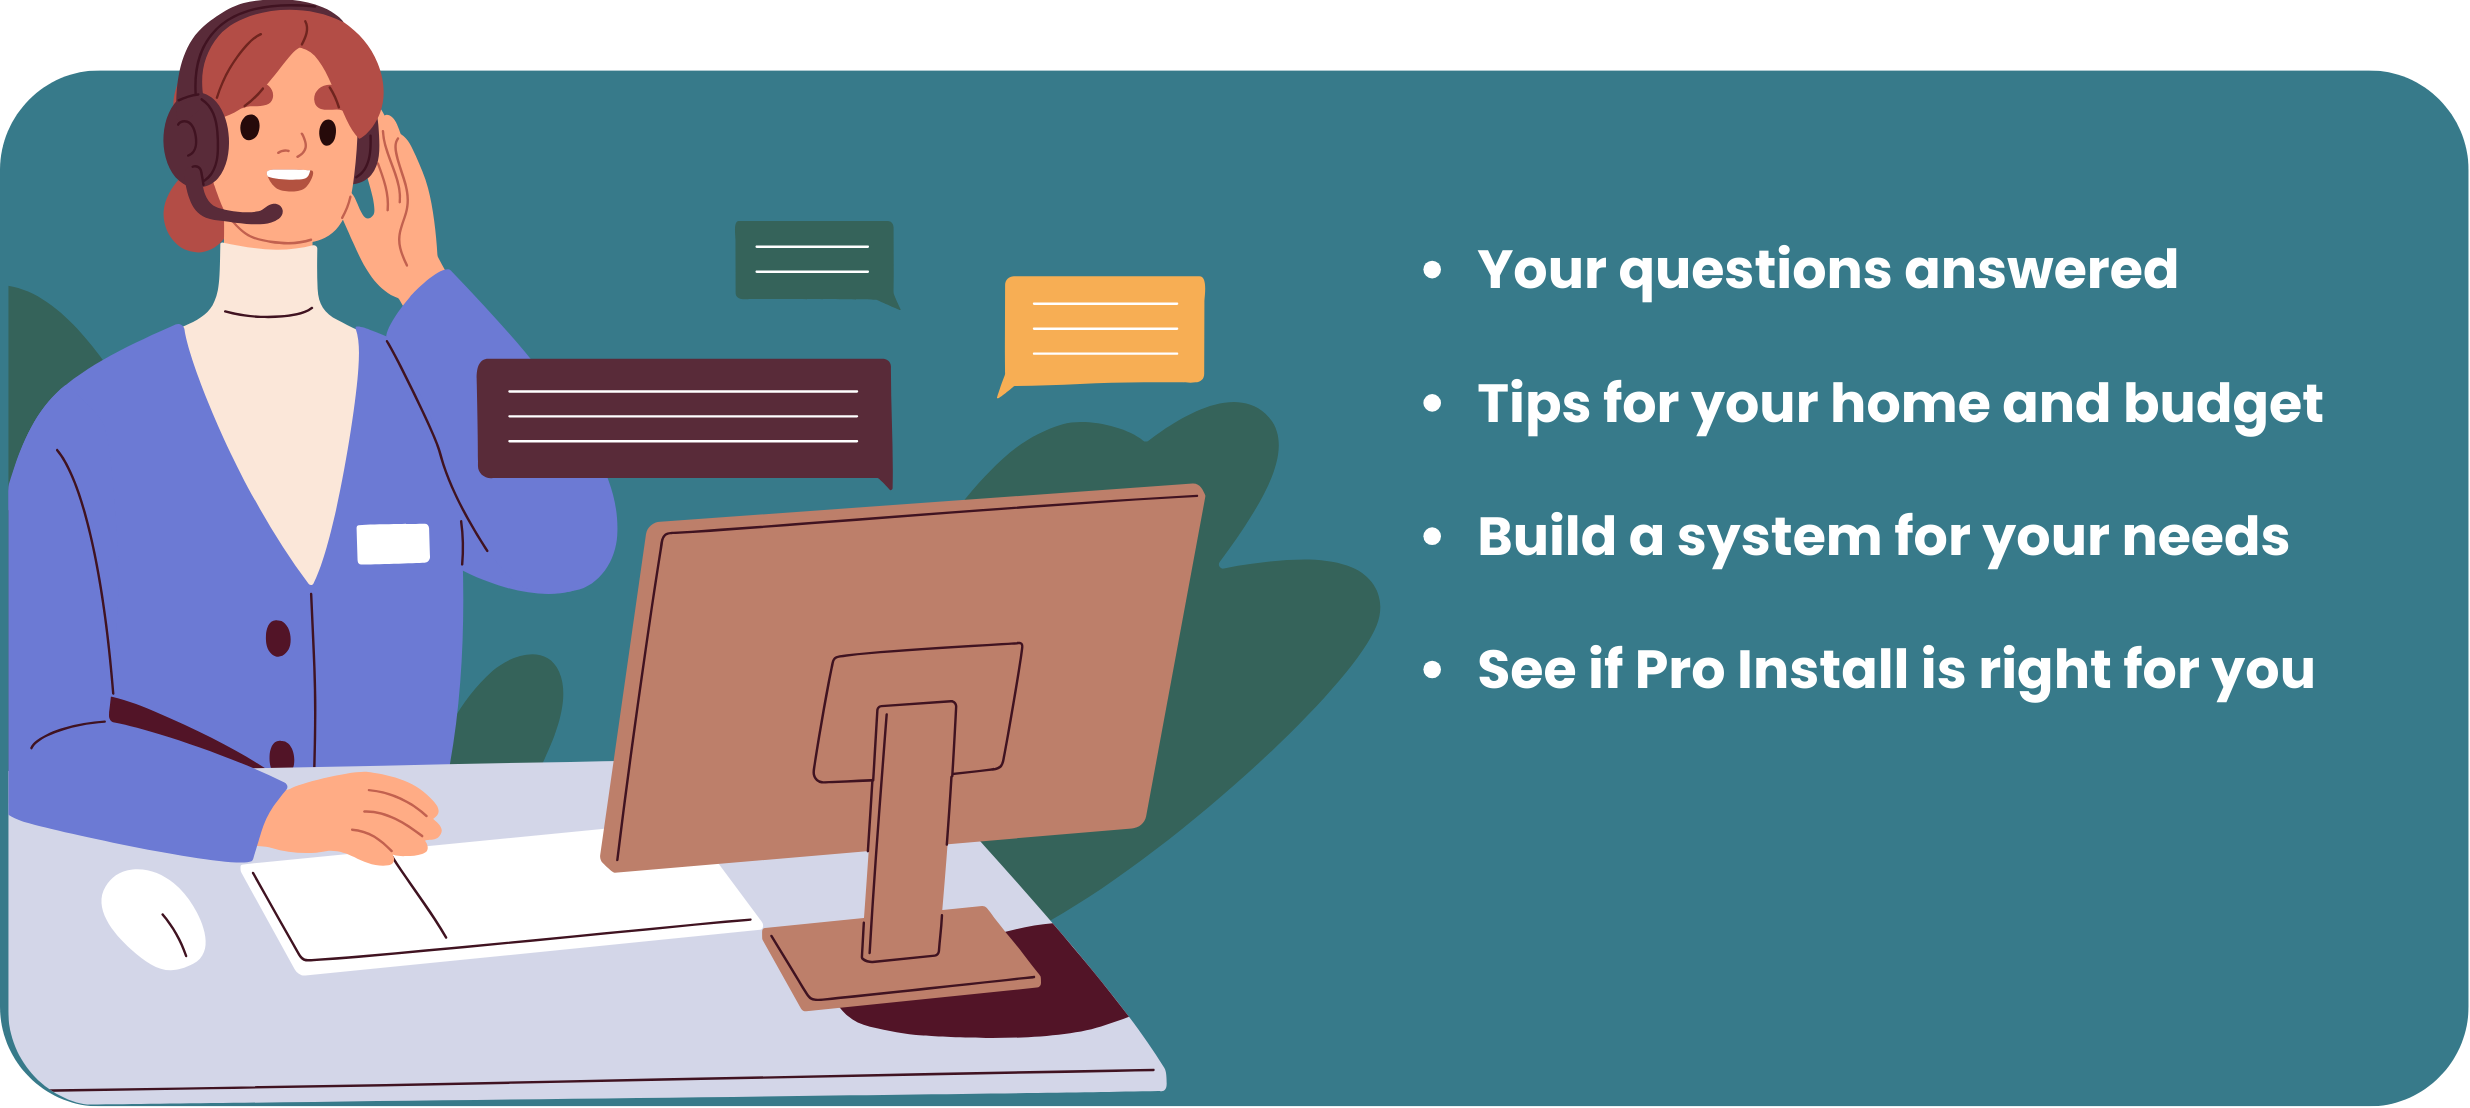 • Your questions answered
• Tips for your home and budget
• Build a system for your needs
• See if Pro Install is right for you